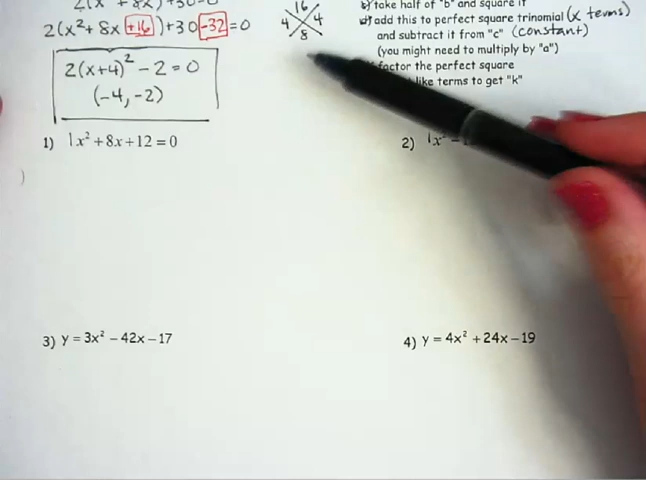 2(x²+ 8x +16)+30 -32=0
16
4 4
8
2(x+4)² - 2 = 0
(-4, -2)
take half of "b" and square it
d) add this to perfect square trinomial (x terms)
and subtract it from "c" (constant)
(you might need to multiply by "a")
factor the perfect square
like terms to get "k"
1) 1x² + 8x + 12 = 0
2) 1x² -
3) y = 3x² - 42x - 17
4) y = 4x² + 24x - 19